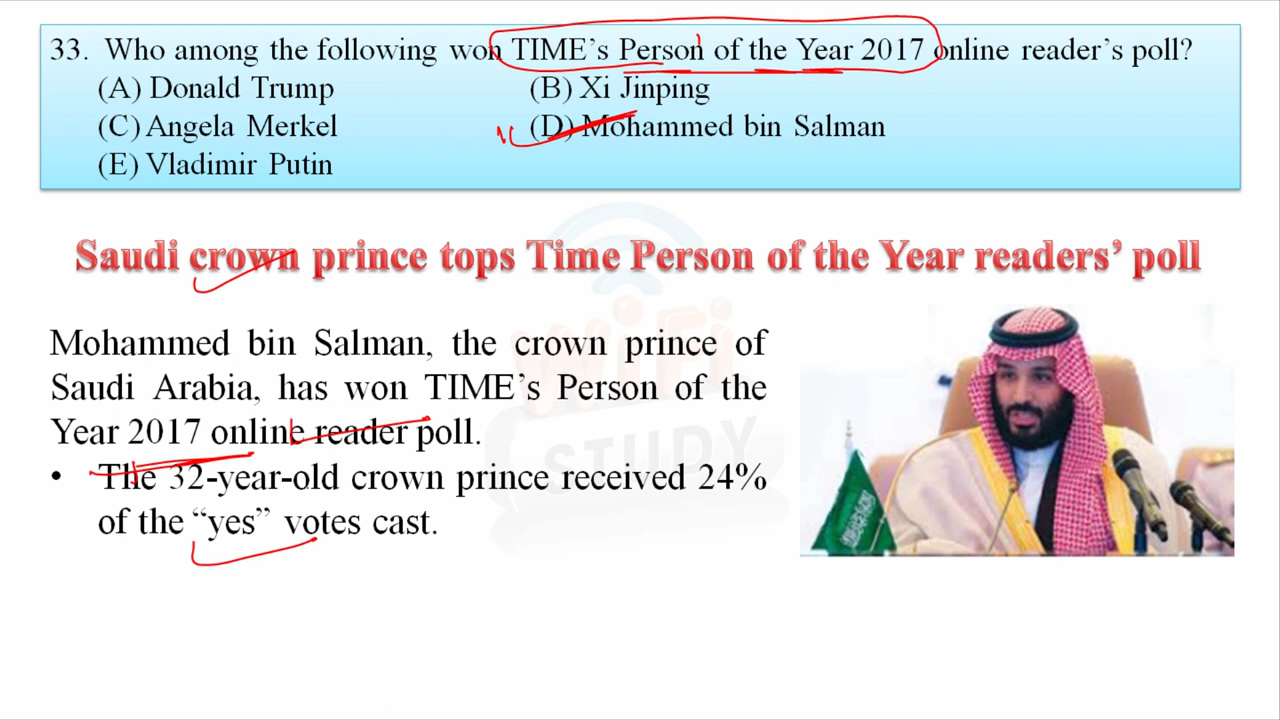 33. Who among the following won TIME's Person of the Year 2017 online reader's poll?
(A) Donald Trump (B) Xi Jinping
(C) Angela Merkel (D) Mohammed bin Salman
(E) Vladimir Putin
Saudi crown prince tops Time Person of the Year readers' poll
Mohammed bin Salman, the crown prince of
Saudi Arabia, has won TIME's Person of the
Year 2017 online reader poll.
• The 32-year-old crown prince received 24%
of the “yes” votes cast.
WiFi
STUDY